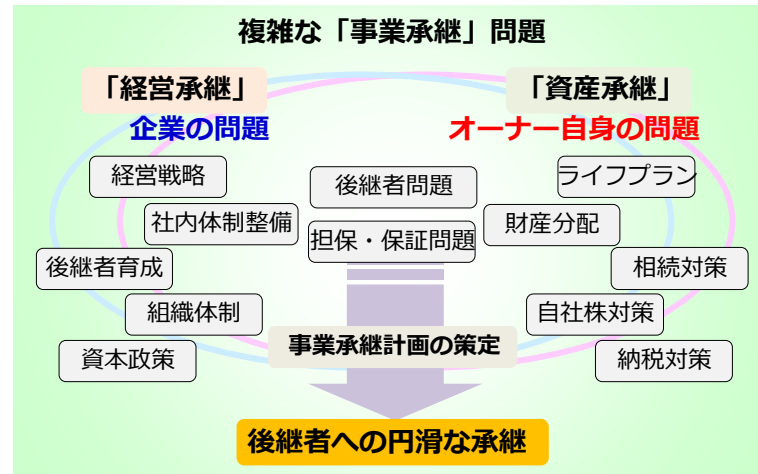 複雑な「事業承継」問題
「経営承継」
企業の問題
「資産承継」
オーナー自身の問題
経営戦略
社内体制整備
後継者育成
組織体制
資本政策
後継者問題
担保・保証問題
ライフプラン
財産分配
相続対策
自社株対策
納税対策
事業承継計画の策定
後継者への円滑な承継